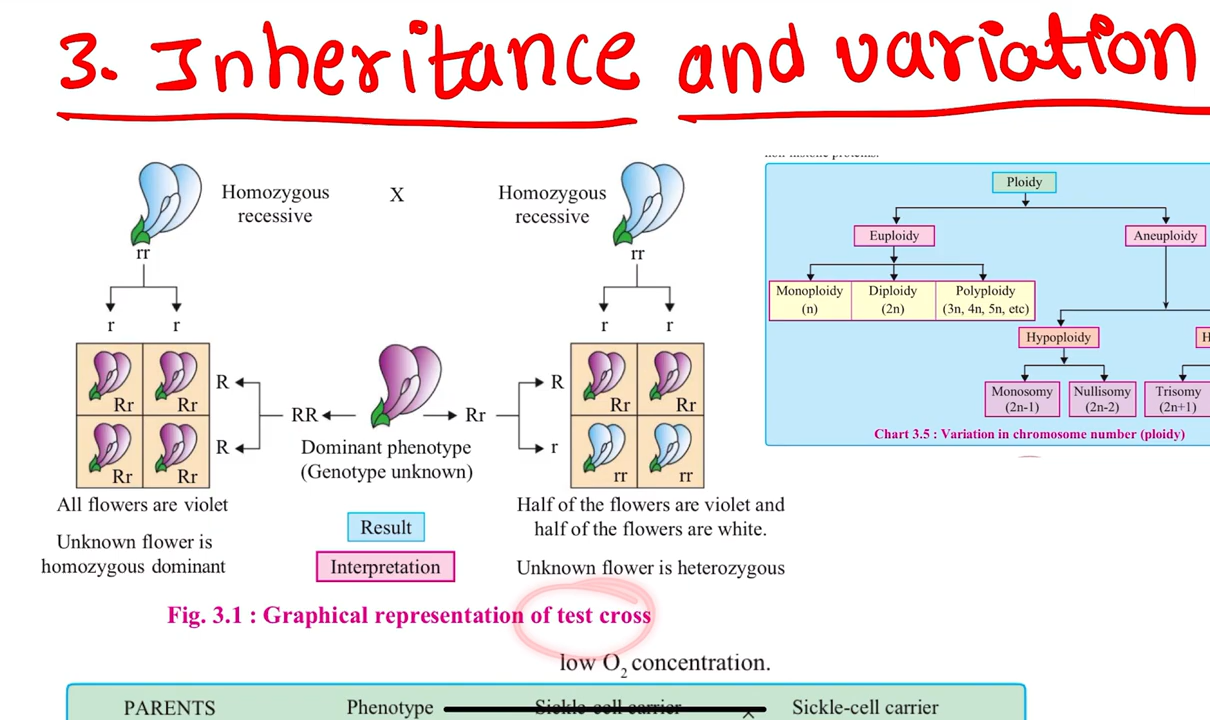 3. Inheritance and variation
Homozygous recessive
X
Homozygous recessive
rr
rr
r r
r r
Rr Rr
Rr Rr
R
R
RR
Rr
Dominant phenotype
(Genotype unknown)
R
r
Rr Rr
rr rr
All flowers are violet
Unknown flower is
homozygous dominant
Result
Interpretation
Half of the flowers are violet and
half of the flowers are white.
Unknown flower is heterozygous
Fig. 3.1 : Graphical representation of test cross
Ploidy
Euploidy
Aneuploidy
Monoploidy
(n)
Diploidy
(2n)
Polyploidy
(3n, 4n, 5n, etc)
Hypoploidy
H
Monosomy
(2n-1)
Nullisomy
(2n-2)
Trisomy
(2n+1)
Chart 3.5 : Variation in chromosome number (ploidy)
low O₂ concentration.
PARENTS Phenotype Sickle-cell carrier X Sickle-cell carrier